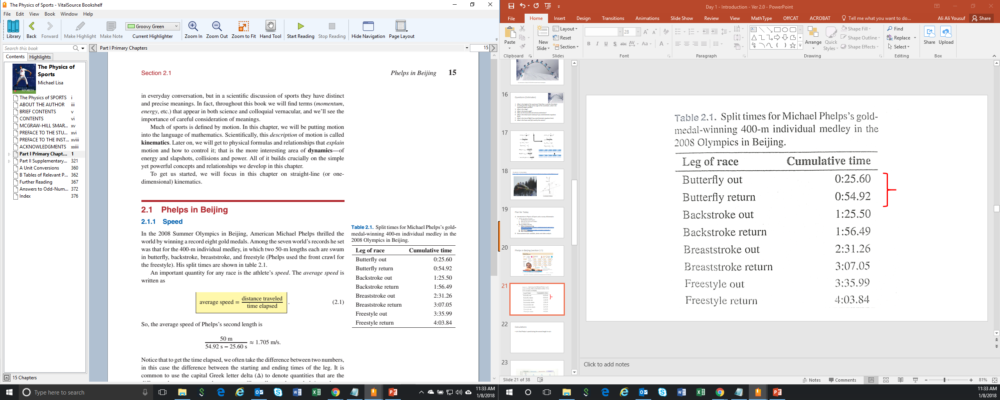 The Physics of Sports - VitalSource Bookshelf
File Edit View Book Window Help
Library Back Forward Make Highlight Make Note Groovy Green Current Highlighter Zoom In Zoom Out Zoom to Fit Hand Tool Start Reading Stop Reading Hide Navigation Page Layout
Search this book
Part I Primary Chapters 15
Contents Highlights
The Physics of
Sports
Michael Lisa
The Physics of SPORTS i
ABOUT THE AUTHOR iii
BRIEF CONTENTS v
CONTENTS vi
MCGRAW-HILL SMAR... xv
PREFACE TO THE STU... xvi
PREFACE TO THE INST... xviii
ACKNOWLEDGMENTS xxiii
Part I Primary Chapt... 1
Part II Supplementary... 321
A Unit Conversions 360
B Tables of Relevant P... 362
Further Reading 367
Answers to Odd-Num... 372
Index 376
15 Chapters
Section 2.1 Phelps in Beijing 15
in everyday conversation, but in a scientific discussion of sports they have distinct
and precise meanings. In fact, throughout this book we will find terms (momentum,
energy, etc.) that appear in both science and colloquial vernacular, and we'll see the
importance of careful consideration of meanings.
Much of sports is defined by motion. In this chapter, we will be putting motion
into the language of mathematics. Scientifically, this description of motion is called
kinematics. Later on, we will get to physical formulas and relationships that explain
motion and how to control it; that is the more interesting area of dynamics—of
energy and slapshots, collisions and power. All of it builds crucially on the simple
yet powerful concepts and relationships we develop in this chapter.
To get us started, we will focus in this chapter on straight-line (or one-
dimensional) kinematics.
2.1 Phelps in Beijing
2.1.1 Speed
In the 2008 Summer Olympics in Beijing, American Michael Phelps thrilled the
world by winning a record eight gold medals. Among the seven world's records he set
was that for the 400-m individual medley, in which two 50-m lengths each are swum
in butterfly, backstroke, breaststroke, and freestyle (Phelps used the front crawl for
the freestyle). His split times are shown in table 2.1.
An important quantity for any race is the athlete's speed. The average speed is
written as
average speed = distance traveled / time elapsed . (2.1)
So, the average speed of Phelps's second length is
50 m / 54.92 s − 25.60 s ≈ 1.705 m/s.
Notice that to get the time elapsed, we often take the difference between two numbers,
in this case the difference between the starting and ending times of the leg. It is
common to use the capital Greek letter delta (Δ) to denote quantities that are the
Table 2.1. Split times for Michael Phelps's gold-
medal-winning 400-m individual medley in the
2008 Olympics in Beijing.
Leg of race Cumulative time
Butterfly out 0:25.60
Butterfly return 0:54.92
Backstroke out 1:25.50
Backstroke return 1:56.49
Breaststroke out 2:31.26
Breaststroke return 3:07.05
Freestyle out 3:35.99
Freestyle return 4:03.84
Day 1 - Introduction - Ver 2.0 - PowerPoint
File Home Insert Design Transitions Animations Slide Show Review View MathType OffCAT ACROBAT Tell me what you want to do... Ali Ali Yousuf Share
Paste New Slide Layout Reset Section 28 Arrange Quick Styles Shape Fill Shape Outline Shape Effects Find Replace Select Share Upload
B I U S abc AV Aa A
Clipboard Slides Font Paragraph Drawing Editing Box
16
Questions (Estimates)
17
18
19
Plan for Today
20
Phelps in Beijing (section 2.1)
21
22
Calculations
23
Table 2.1. Split times for Michael Phelps's gold-
medal-winning 400-m individual medley in the
2008 Olympics in Beijing.
Leg of race Cumulative time
Butterfly out 0:25.60
Butterfly return 0:54.92
Backstroke out 1:25.50
Backstroke return 1:56.49
Breaststroke out 2:31.26
Breaststroke return 3:07.05
Freestyle out 3:35.99
Freestyle return 4:03.84
Click to add notes
Slide 21 of 38 Notes Comments 81%
Type here to search
11:33 AM
1/8/2018
11:33 AM
1/8/2018